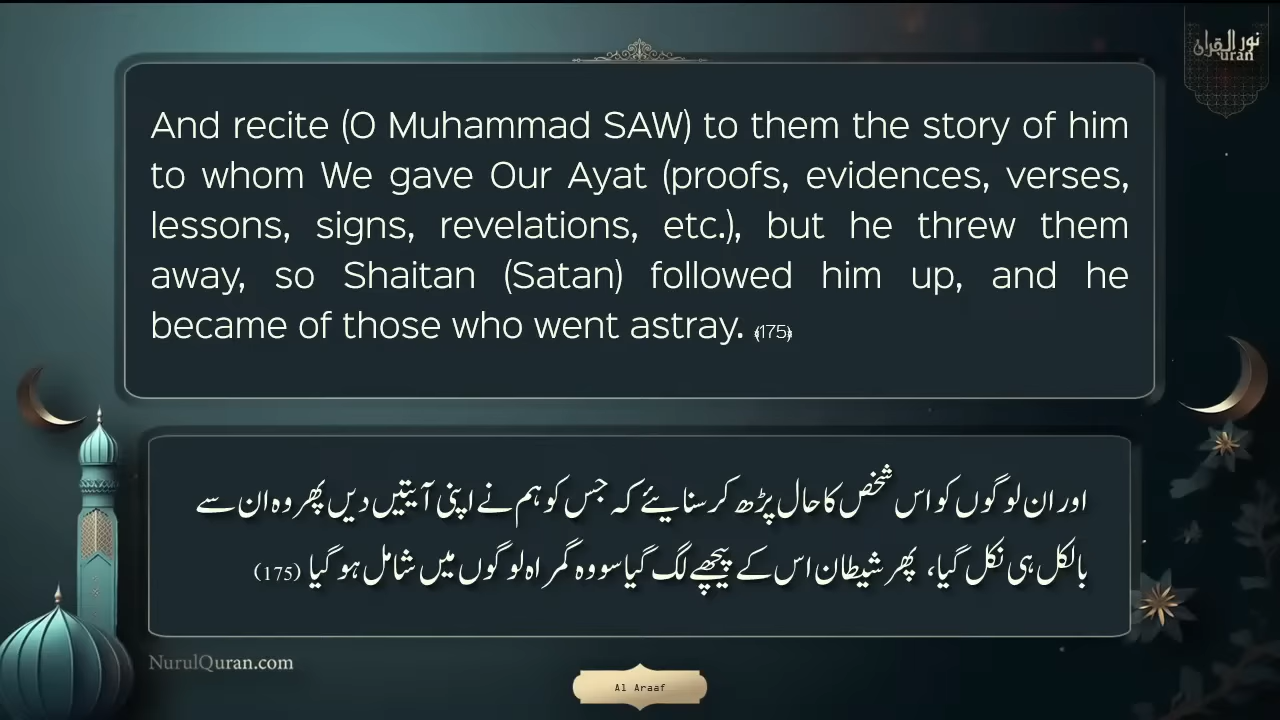 نور القرآن
uran
And recite (O Muhammad SAW) to them the story of him
to whom We gave Our Ayat (proofs, evidences, verses,
lessons, signs, revelations, etc.), but he threw them
away, so Shaitan (Satan) followed him up, and he
became of those who went astray. ﴾175﴿
اور ان لوگوں کو اس شخص کا حال پڑھ کر سنایئے کہ جس کو ہم نے اپنی آیتیں دیں پھر وہ ان سے
بالکل ہی نکل گیا، پھر شیطان اس کے پیچھے لگ گیا سو وہ گمراہ لوگوں میں شامل ہو گیا (175)
NurulQuran.com
Al Araaf